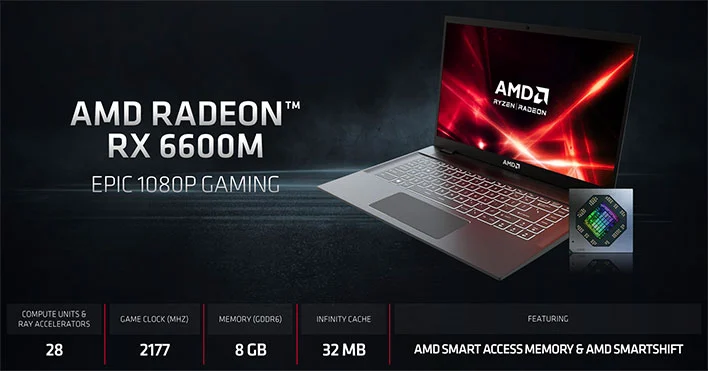 AMD RADEON™
RX 6600M
EPIC 1080P GAMING
AMD
RYZEN | RADEON
AMD
COMPUTE UNITS &
RAY ACCELERATORS
28
GAME CLOCK (MHZ)
2177
MEMORY (GDDR6)
8 GB
INFINITY CACHE
32 MB
FEATURING
AMD SMART ACCESS MEMORY & AMD SMARTSHIFT